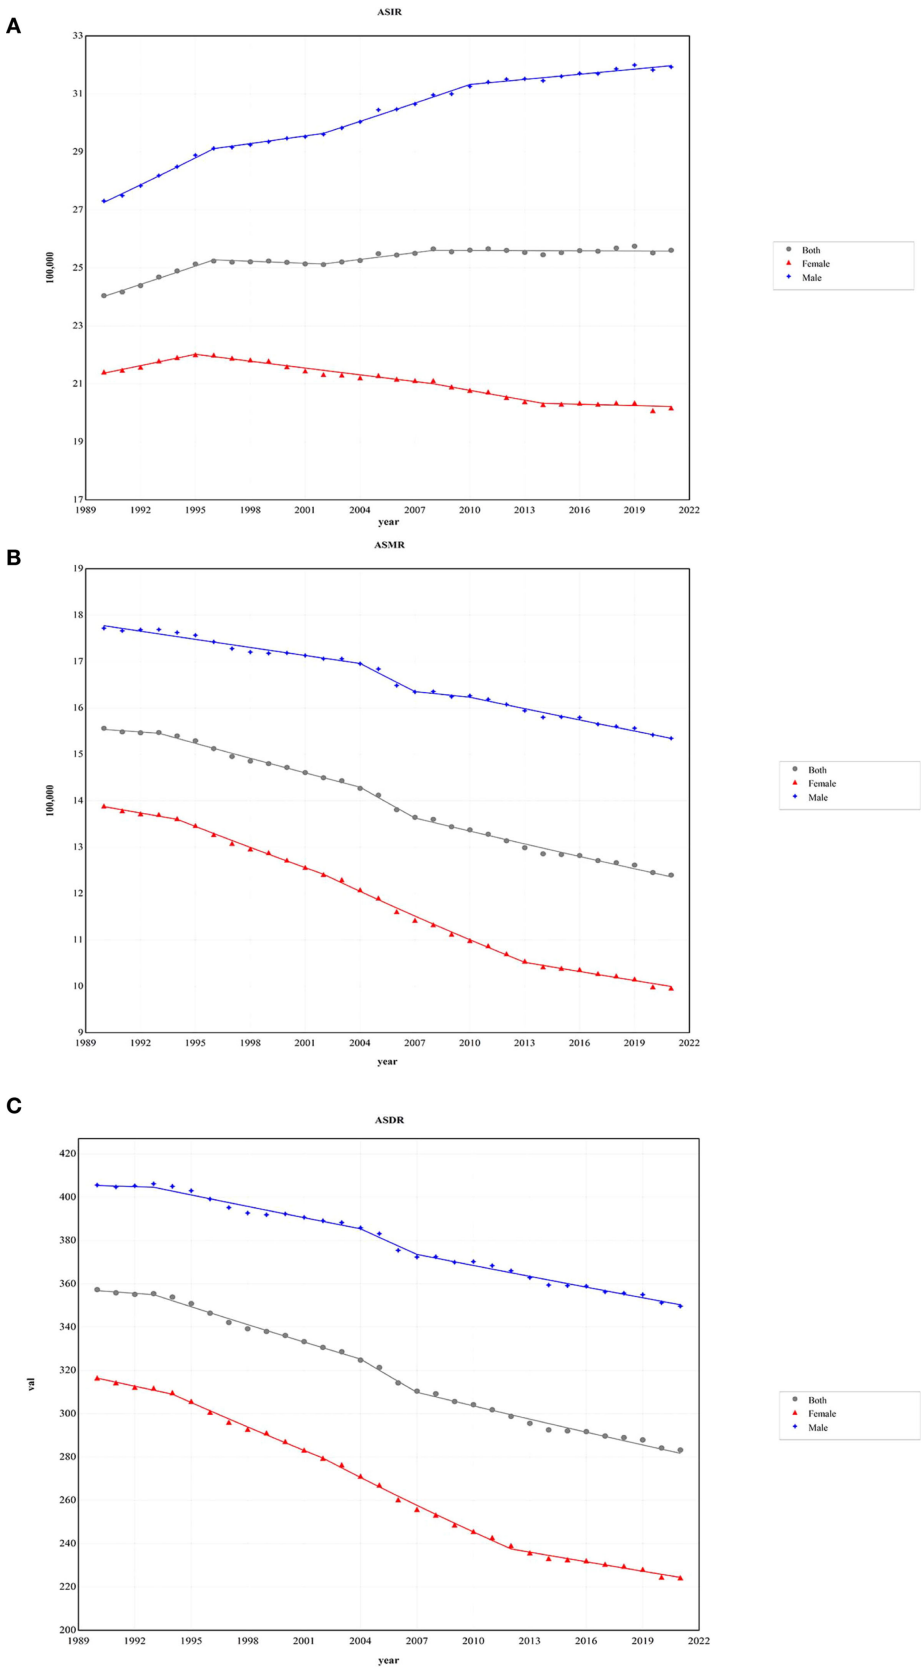 A
ASIR
33
31
29
27
25
23
21
19
17
100,000
1989 1992 1995 1998 2001 2004 2007 2010 2013 2016 2019 2022
year
Both
Female
Male
B
ASMR
19
18
17
16
15
14
13
12
11
10
9
100,000
1989 1992 1995 1998 2001 2004 2007 2010 2013 2016 2019 2022
year
Both
Female
Male
C
ASDR
420
400
380
360
340
320
300
280
260
240
220
200
val
1989 1992 1995 1998 2001 2004 2007 2010 2013 2016 2019 2022
year
Both
Female
Male